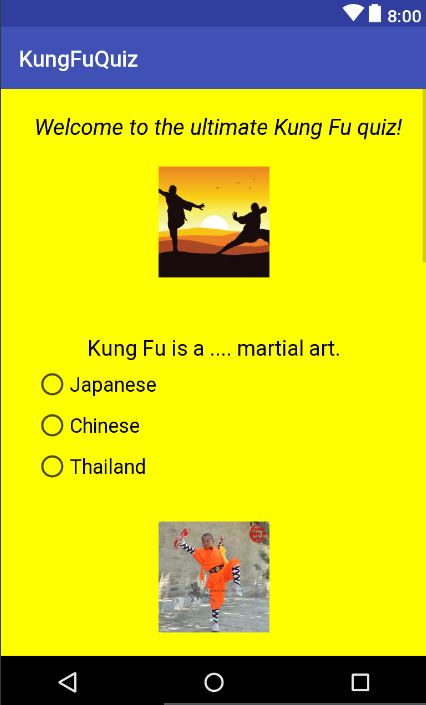 8:00
KungFuQuiz
Welcome to the ultimate Kung Fu quiz!
Kung Fu is a .... martial art.
Japanese
Chinese
Thailand